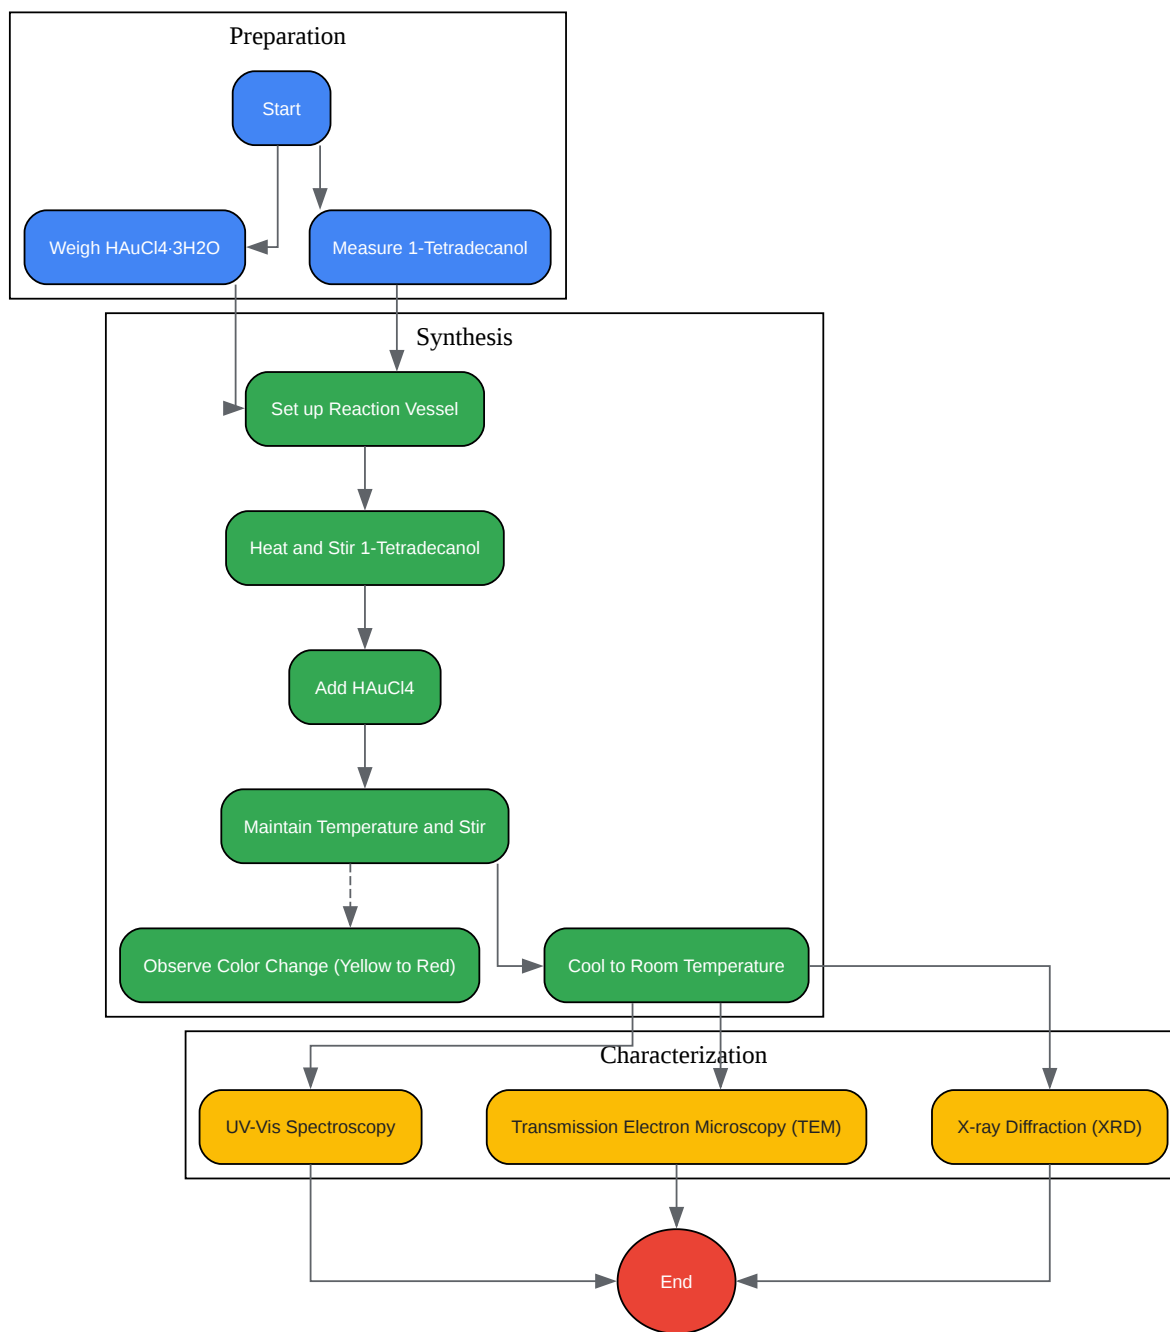 Preparation
Start
Weigh HAuCl4·3H2O
Measure 1-Tetradecanol
Synthesis
Set up Reaction Vessel
Heat and Stir 1-Tetradecanol
Add HAuCl4
Maintain Temperature and Stir
Observe Color Change (Yellow to Red)
Cool to Room Temperature
Characterization
UV-Vis Spectroscopy
Transmission Electron Microscopy (TEM)
X-ray Diffraction (XRD)
End